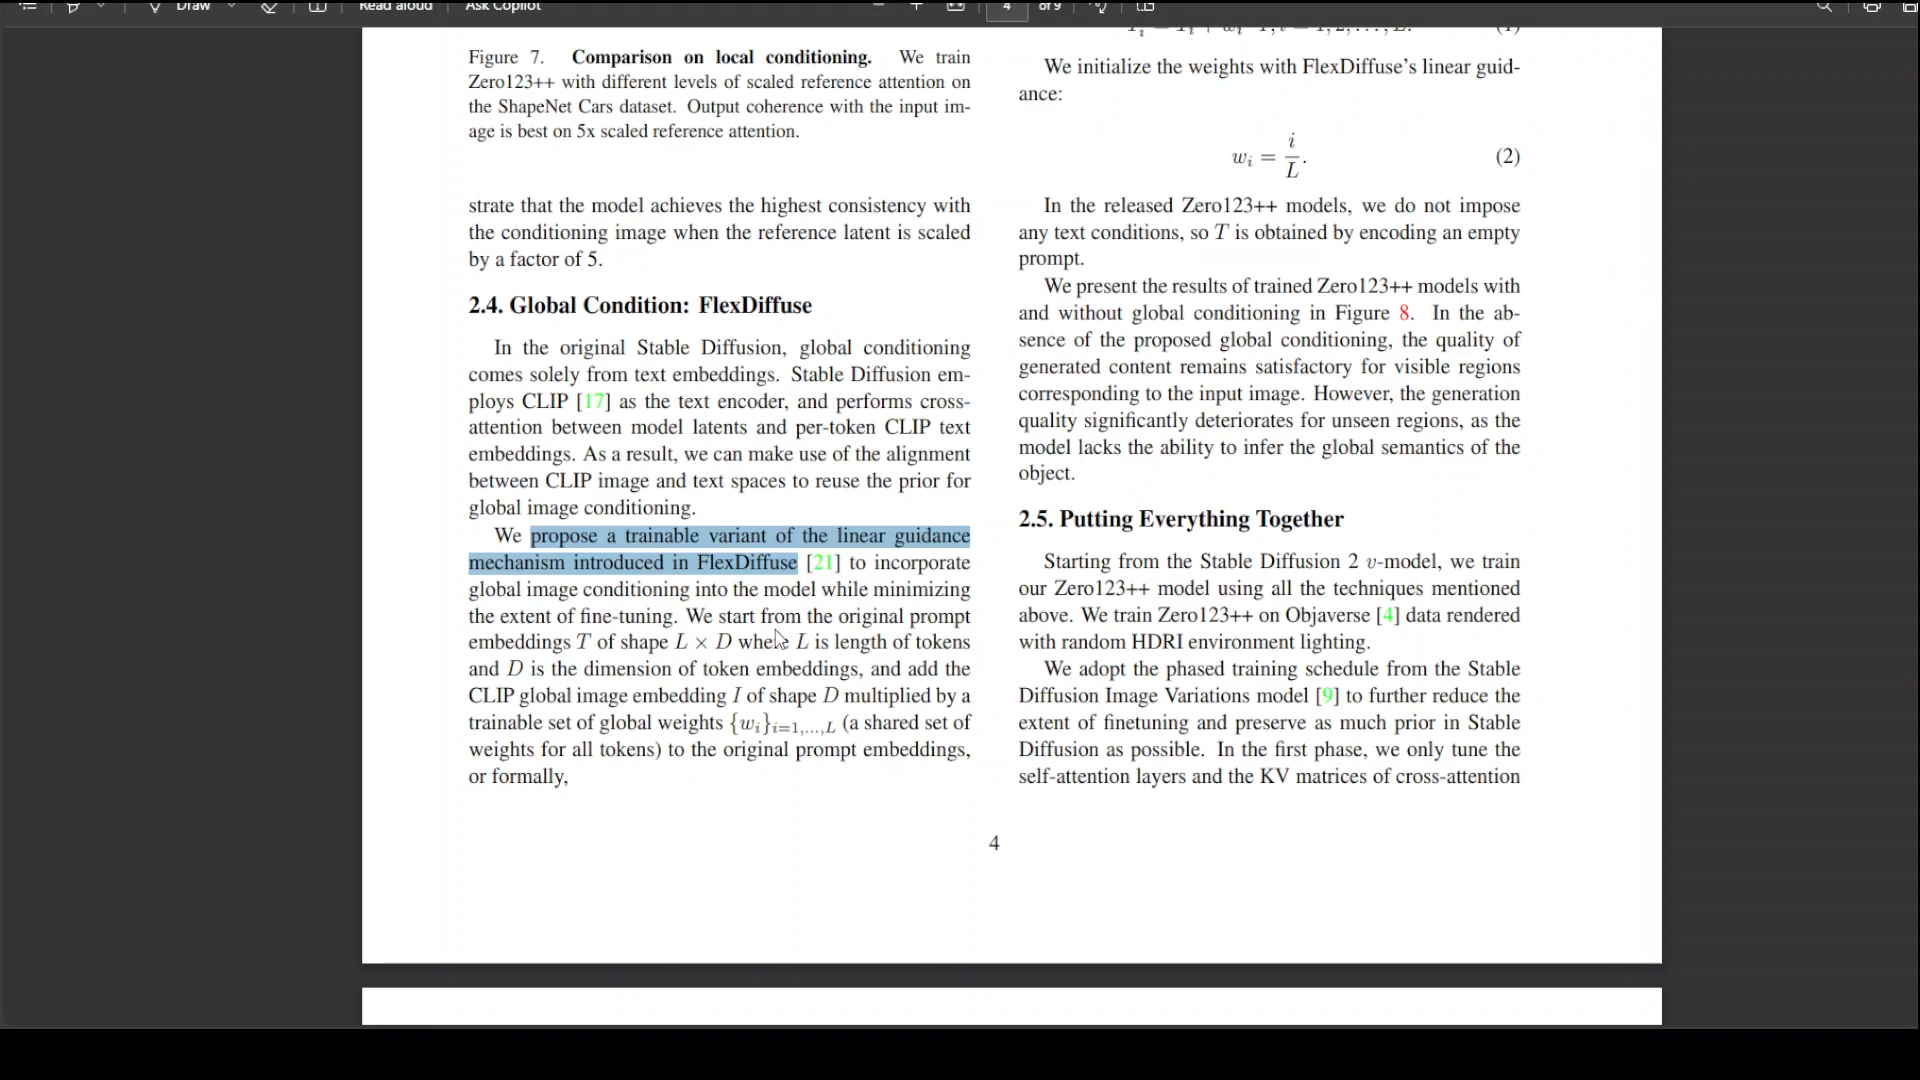 Draw
Read aloud
Ask Copilot
4
of 9
Figure 7. Comparison on local conditioning. We train
Zero123++ with different levels of scaled reference attention on
the ShapeNet Cars dataset. Output coherence with the input im-
age is best on 5x scaled reference attention.
strate that the model achieves the highest consistency with
the conditioning image when the reference latent is scaled
by a factor of 5.
2.4. Global Condition: FlexDiffuse
In the original Stable Diffusion, global conditioning
comes solely from text embeddings. Stable Diffusion em-
ploys CLIP [17] as the text encoder, and performs cross-
attention between model latents and per-token CLIP text
embeddings. As a result, we can make use of the alignment
between CLIP image and text spaces to reuse the prior for
global image conditioning.
We propose a trainable variant of the linear guidance
mechanism introduced in FlexDiffuse [21] to incorporate
global image conditioning into the model while minimizing
the extent of fine-tuning. We start from the original prompt
embeddings T of shape L × D where L is length of tokens
and D is the dimension of token embeddings, and add the
CLIP global image embedding I of shape D multiplied by a
trainable set of global weights {w_i}_{i=1,...,L} (a shared set of
weights for all tokens) to the original prompt embeddings,
or formally,
We initialize the weights with FlexDiffuse's linear guid-
ance:
w_i = i/L. (2)
In the released Zero123++ models, we do not impose
any text conditions, so T is obtained by encoding an empty
prompt.
We present the results of trained Zero123++ models with
and without global conditioning in Figure 8. In the ab-
sence of the proposed global conditioning, the quality of
generated content remains satisfactory for visible regions
corresponding to the input image. However, the generation
quality significantly deteriorates for unseen regions, as the
model lacks the ability to infer the global semantics of the
object.
2.5. Putting Everything Together
Starting from the Stable Diffusion 2 v-model, we train
our Zero123++ model using all the techniques mentioned
above. We train Zero123++ on Objaverse [4] data rendered
with random HDRI environment lighting.
We adopt the phased training schedule from the Stable
Diffusion Image Variations model [9] to further reduce the
extent of finetuning and preserve as much prior in Stable
Diffusion as possible. In the first phase, we only tune the
self-attention layers and the KV matrices of cross-attention
4